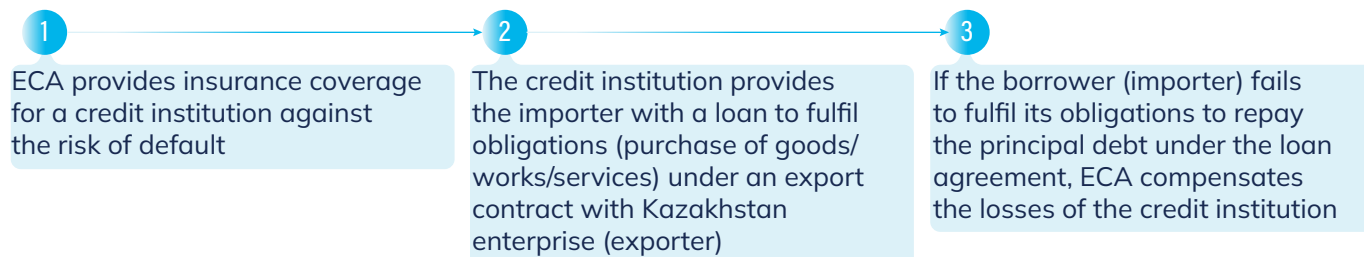 1
ECA provides insurance coverage
for a credit institution against
the risk of default
2
The credit institution provides
the importer with a loan to fulfil
obligations (purchase of goods/
works/services) under an export
contract with Kazakhstan
enterprise (exporter)
3
If the borrower (importer) fails
to fulfil its obligations to repay
the principal debt under the loan
agreement, ECA compensates
the losses of the credit institution